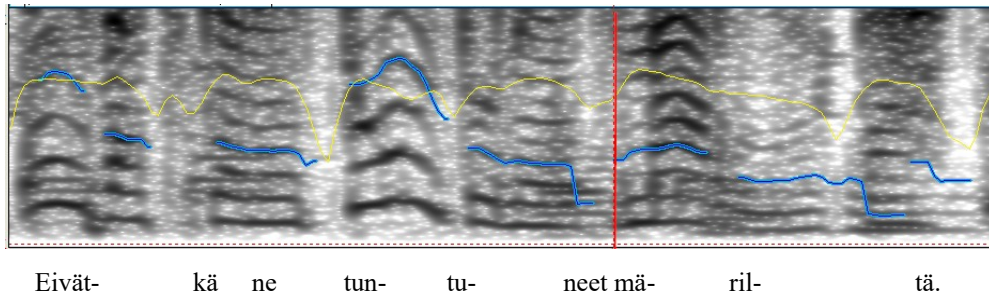 Eivät- kä ne tun- tu- neet mä- ril- tä.